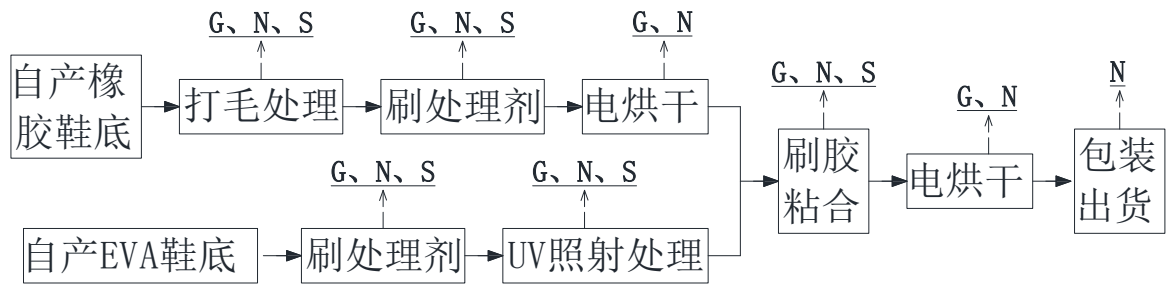 G、N、S
G、N、S
G、N
自产橡
胶鞋底
打毛处理
刷处理剂
电烘干
G、N、S
G、N、S
自产EVA鞋底
刷处理剂
UV照射处理
G、N、S
刷胶
粘合
G、N
电烘干
N
包装
出货